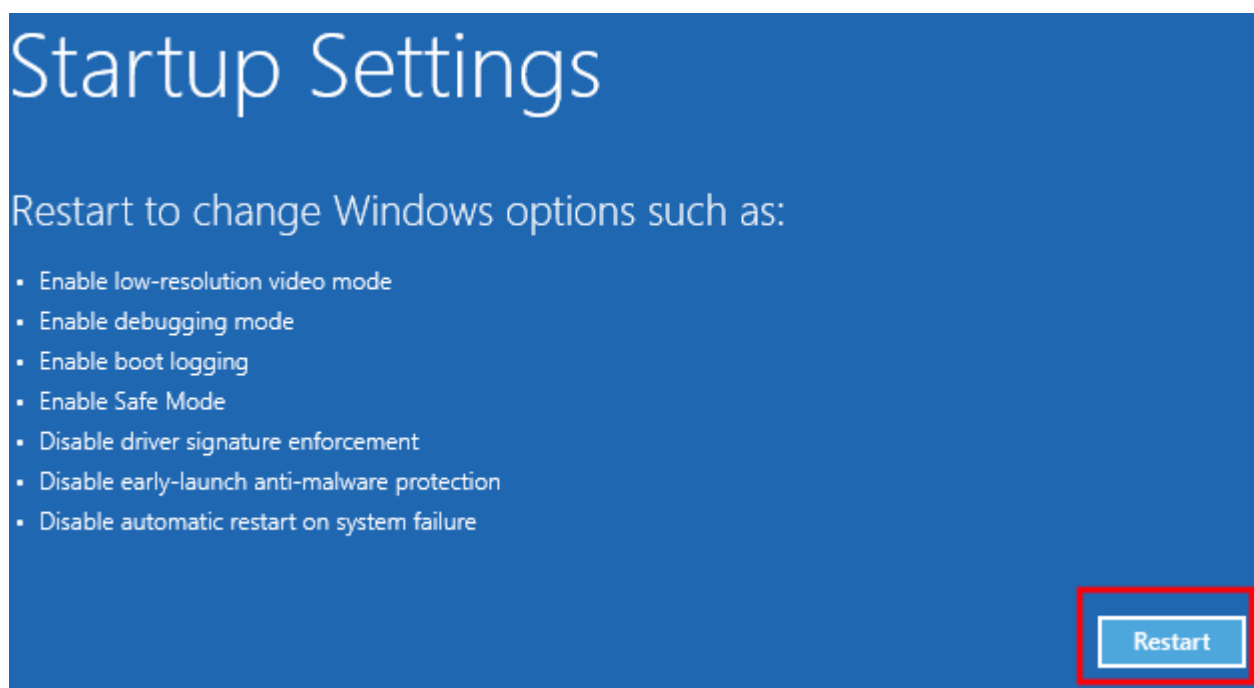 Startup Settings
Restart to change Windows options such as:
▪ Enable low-resolution video mode
▪ Enable debugging mode
▪ Enable boot logging
▪ Enable Safe Mode
▪ Disable driver signature enforcement
▪ Disable early-launch anti-malware protection
▪ Disable automatic restart on system failure
Restart